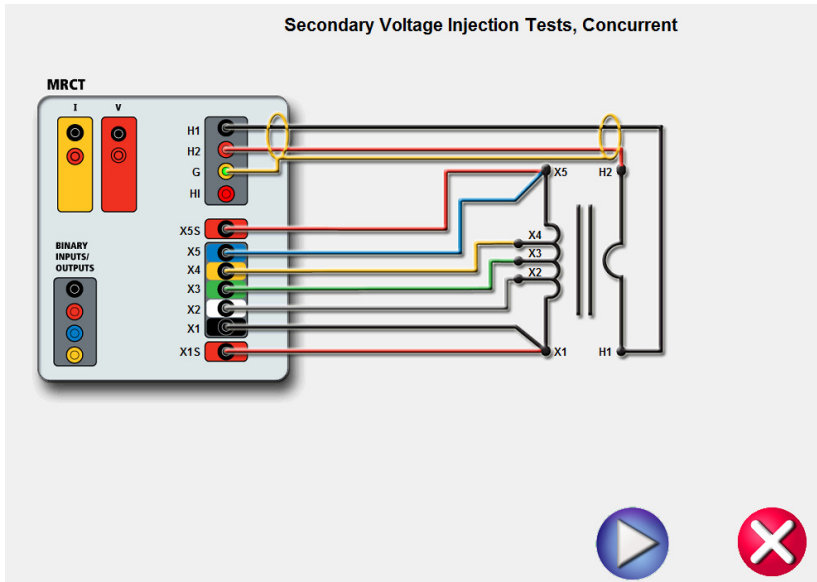 Secondary Voltage Injection Tests, Concurrent
MRCT
I V
H1
H2
G
HI
X5S
X5
X4
X3
X2
X1
X1S
BINARY
INPUTS/
OUTPUTS
X5 H2
X4
X3
X2
X1 H1